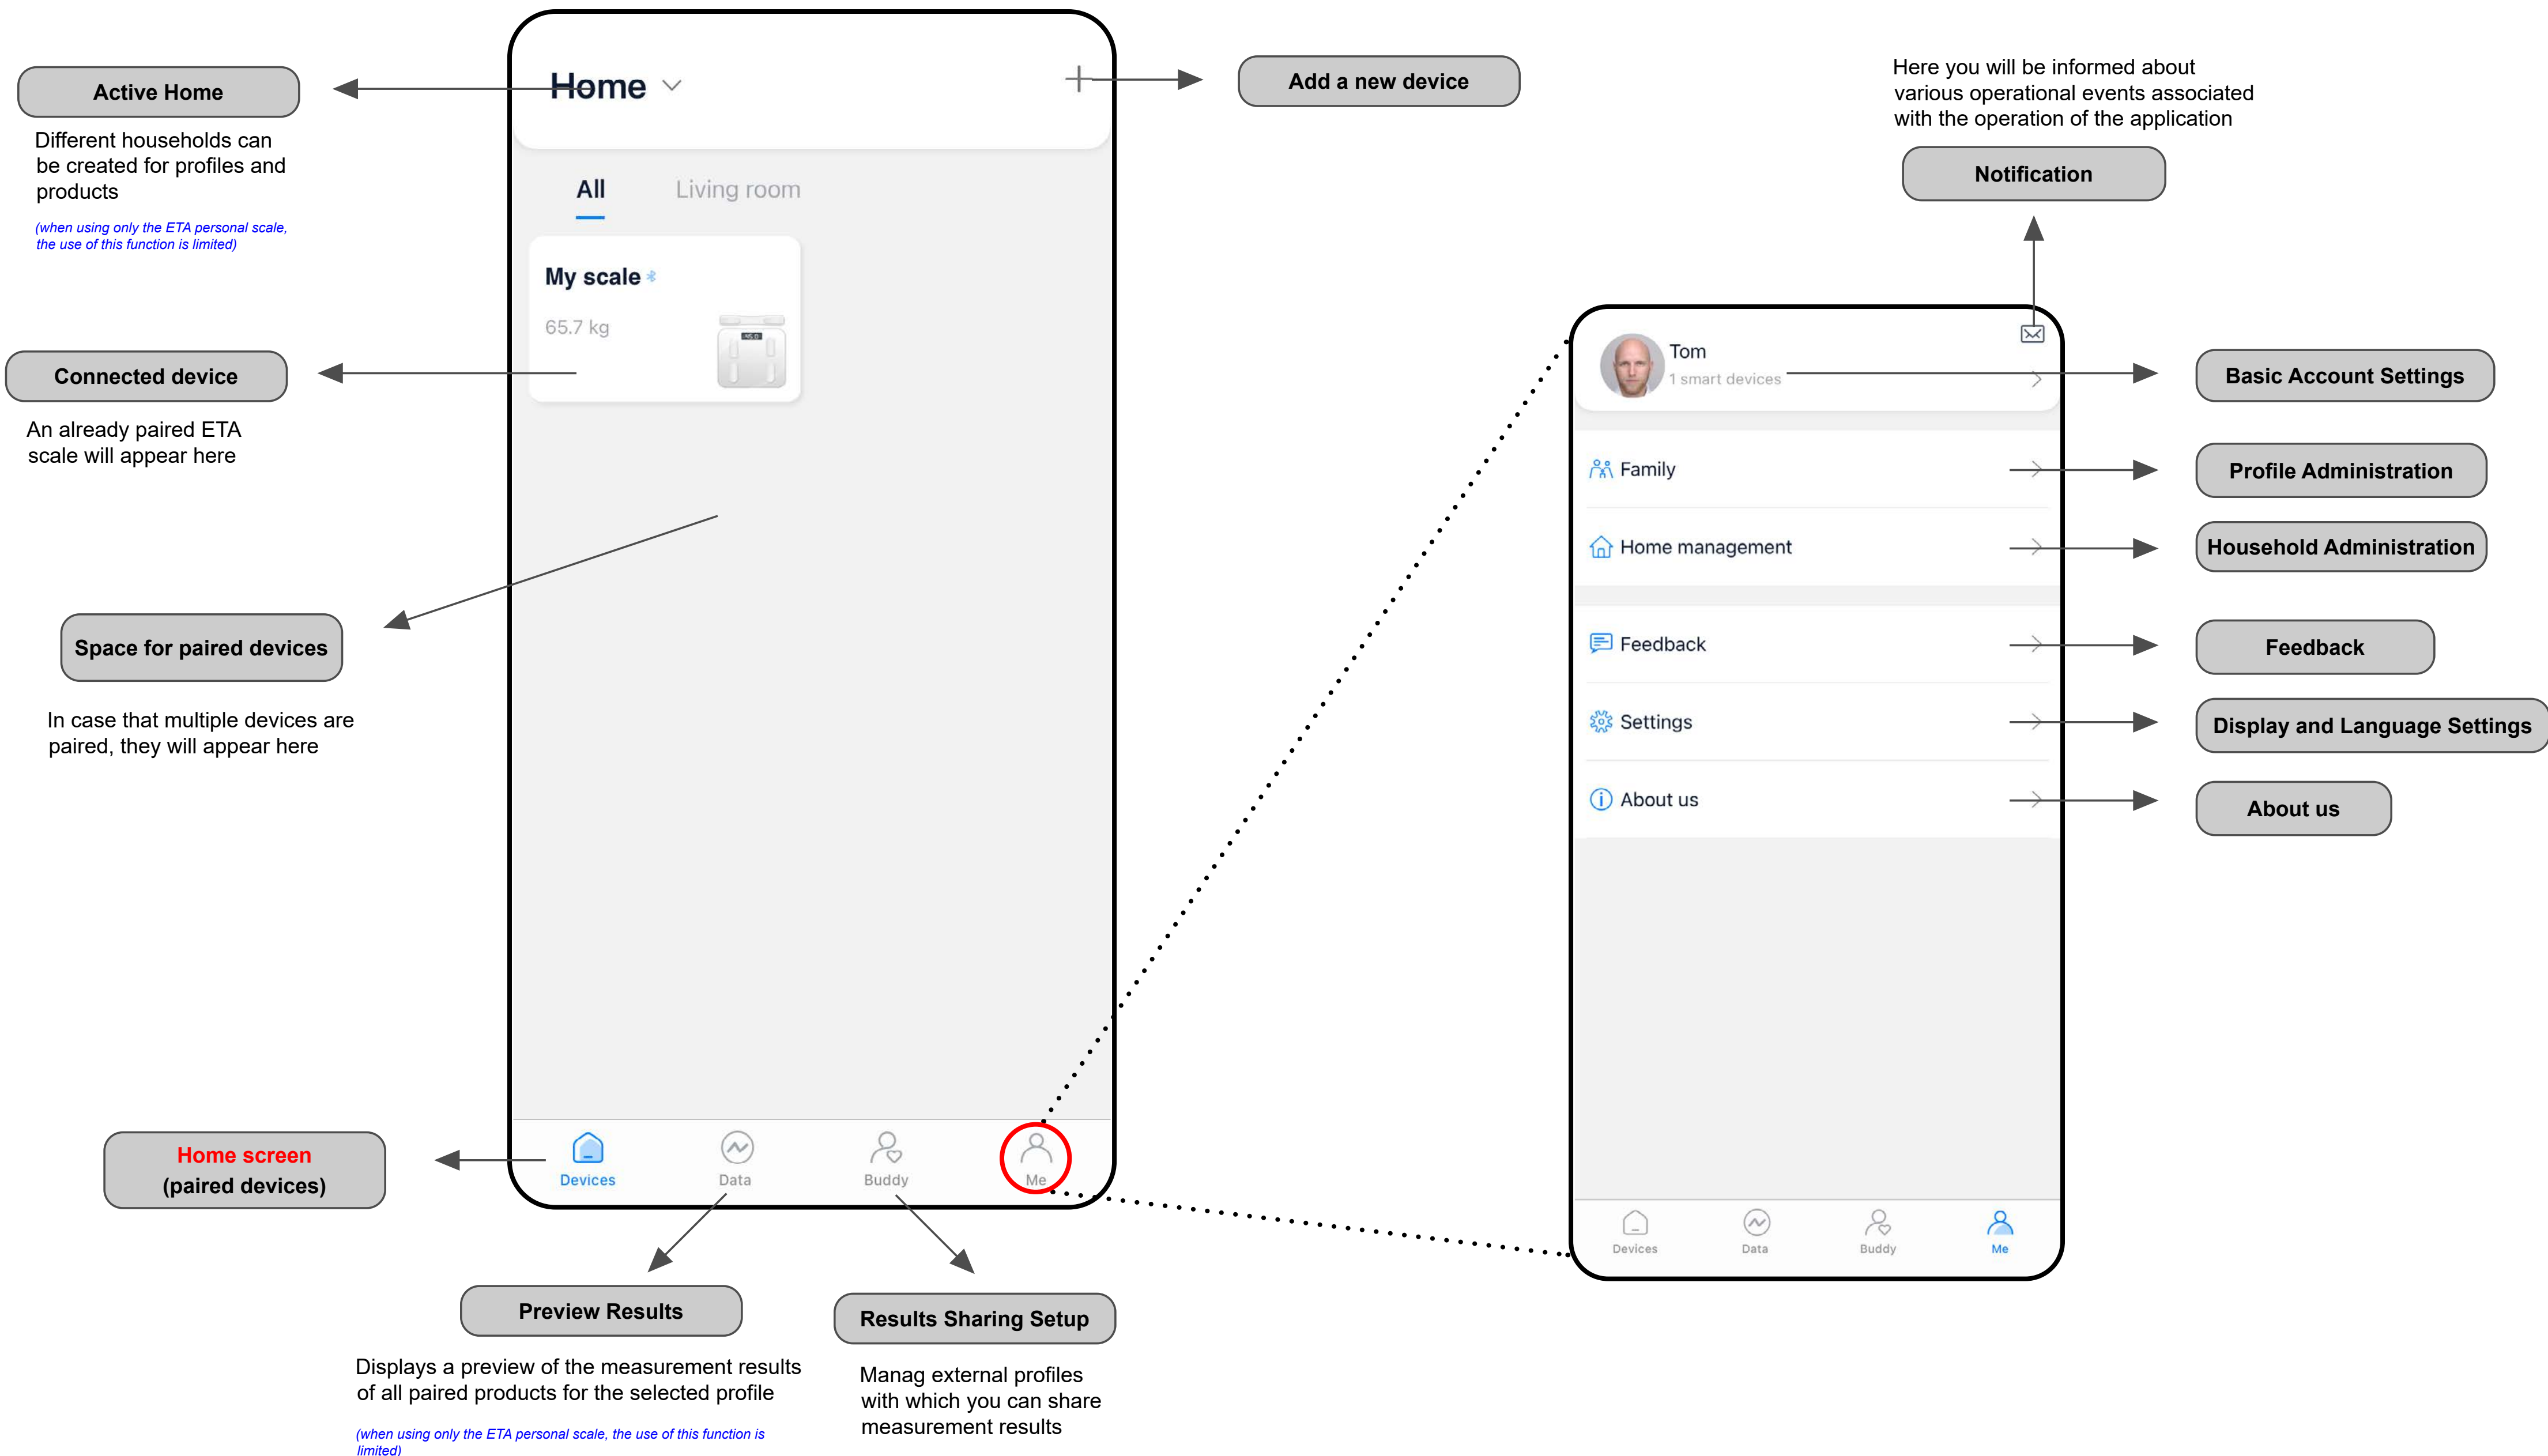 Active Home
Different households can
be created for profiles and
products
(when using only the ETA personal scale,
the use of this function is limited)
Connected device
An already paired ETA
scale will appear here
Space for paired devices
In case that multiple devices are
paired, they will appear here
Home screen
(paired devices)
Home
Add a new device
All
Living room
My scale
65.7 kg
Devices
Data
Buddy
Me
Preview Results
Displays a preview of the measurement results
of all paired products for the selected profile
(when using only the ETA personal scale, the use of this function is
limited)
Results Sharing Setup
Manag external profiles
with which you can share
measurement results
Here you will be informed about
various operational events associated
with the operation of the application
Notification
Tom
1 smart devices
Basic Account Settings
Family
Profile Administration
Home management
Household Administration
Feedback
Feedback
Settings
Display and Language Settings
About us
About us
Devices
Data
Buddy
Me